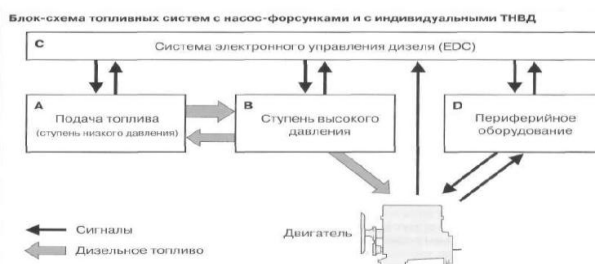 Блок-схема топливных систем с насос-форсунками и с индивидуальными ТНВД
C
Система электронного управления дизеля (EDC)
A
Подача топлива
(ступень низкого давления)
B
Ступень высокого
давления
D
Периферийное
оборудование
Двигатель
Сигналы
Дизельное топливо